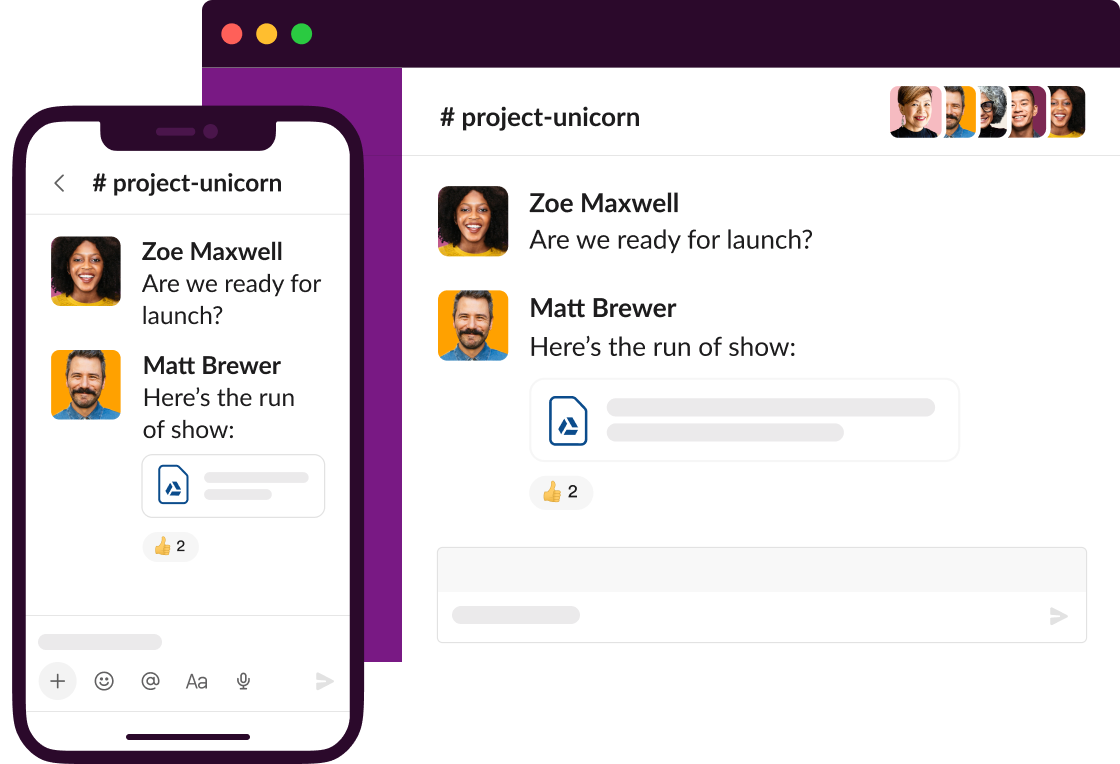 # project-unicorn
Zoe Maxwell
Are we ready for
launch?
Matt Brewer
Here’s the run
of show:
👍 2
Aa
# project-unicorn
Zoe Maxwell
Are we ready for launch?
Matt Brewer
Here’s the run of show:
👍 2